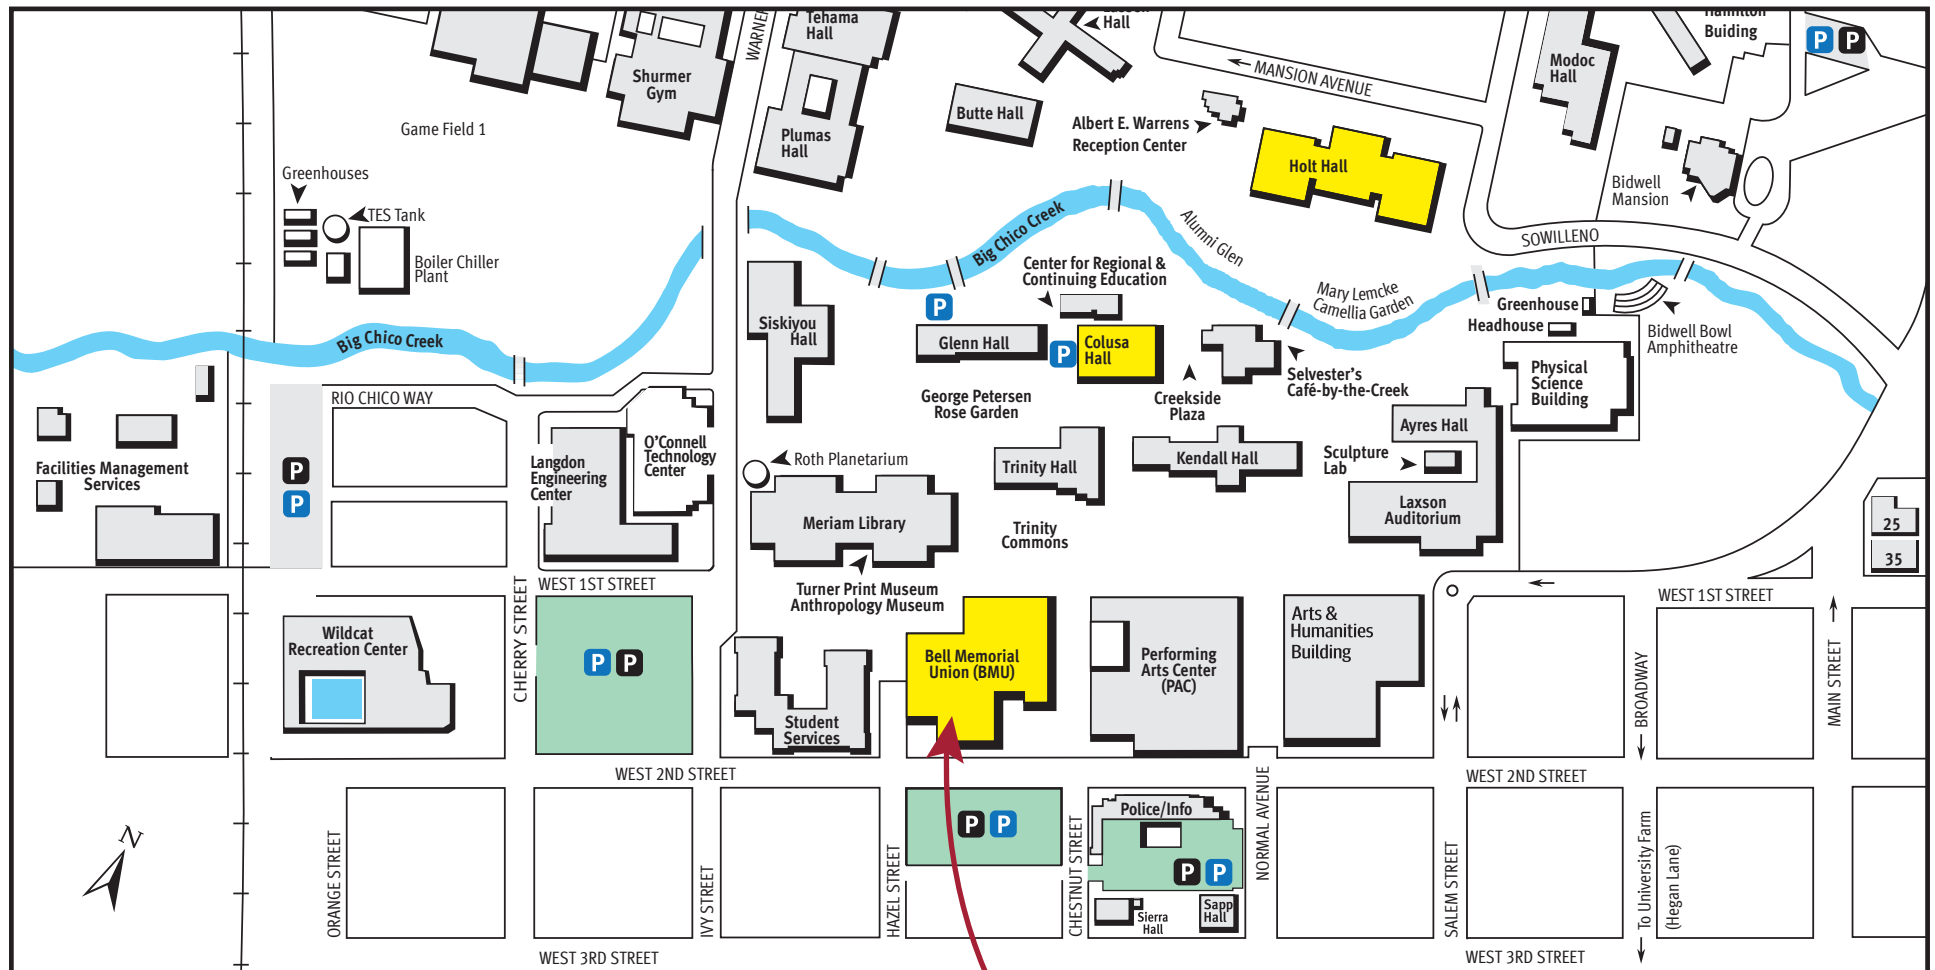 Tehama
Hall
WARNER
Hall
Hamilton
Buiding
P P
Shurmer
Gym
Modoc
Hall
MANSION AVENUE
Butte Hall
Game Field 1
Plumas
Hall
Albert E. Warrens
Reception Center
Holt Hall
Greenhouses
TES Tank
Bidwell
Mansion
Boiler Chiller
Plant
Big Chico Creek
Alumni Glen
SOWILLENO
Center for Regional &
Continuing Education
Mary Lemcke
Camellia Garden
P
Siskiyou
Hall
Glenn Hall
P
Colusa
Hall
Greenhouse
Headhouse
Bidwell Bowl
Amphitheatre
Big Chico Creek
Selvester's
Café-by-the-Creek
Physical
Science
Building
RIO CHICO WAY
George Petersen
Rose Garden
Creekside
Plaza
Ayres Hall
O'Connell
Technology
Center
Langdon
Engineering
Center
Roth Planetarium
Trinity Hall
Kendall Hall
Sculpture
Lab
Facilities Management
Services
P
P
Meriam Library
Laxson
Auditorium
Trinity
Commons
25
35
WEST 1ST STREET
Turner Print Museum
Anthropology Museum
WEST 1ST STREET
Wildcat
Recreation Center
CHERRY STREET
P P
Bell Memorial
Union (BMU)
Performing
Arts Center
(PAC)
Arts &
Humanities
Building
BROADWAY
MAIN STREET
Student
Services
WEST 2ND STREET
WEST 2ND STREET
N
ORANGE STREET
IVY STREET
HAZEL STREET
P P
CHESTNUT STREET
Police/Info
P P
Sierra
Hall
Sapp
Hall
NORMAL AVENUE
SALEM STREET
To University Farm
(Hegan Lane)
WEST 3RD STREET
WEST 3RD STREET